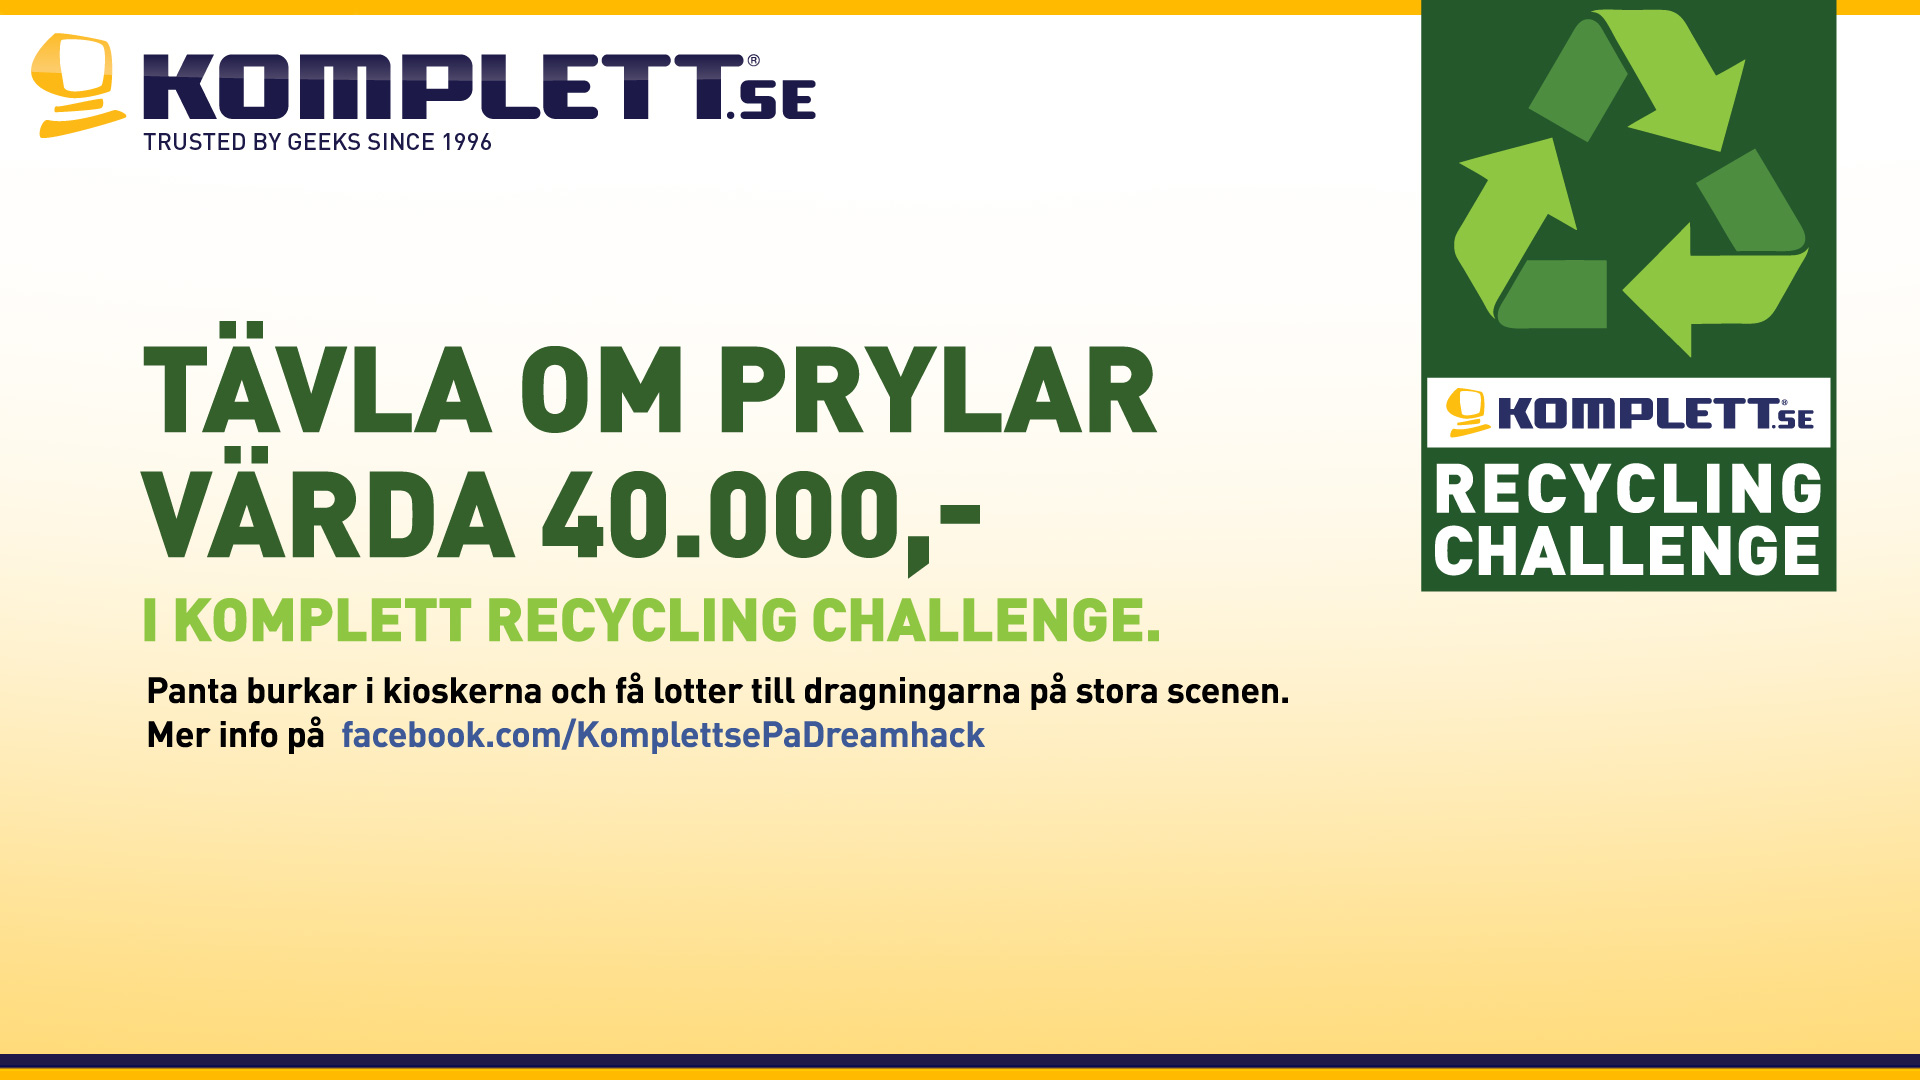 KOMPLETT®.SE
TRUSTED BY GEEKS SINCE 1996
TÄVLA OM PRYLAR
VÄRDA 40.000,-
I KOMPLETT RECYCLING CHALLENGE.
Panta burkar i kioskerna och få lotter till dragningarna på stora scenen.
Mer info på facebook.com/KomplettsePaDreamhack
KOMPLETT®.SE
RECYCLING
CHALLENGE